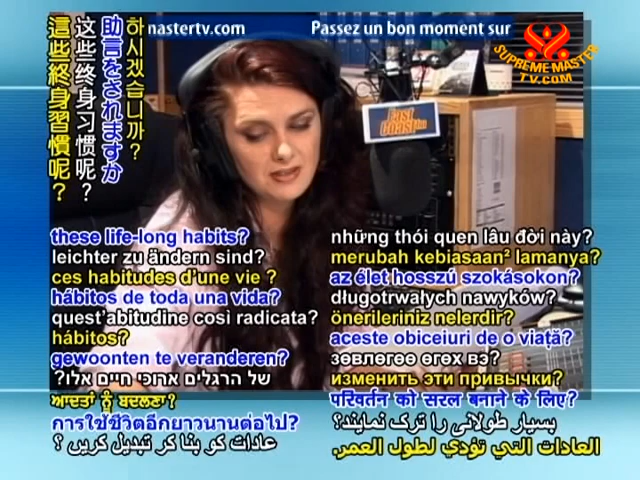 mastertv.com
Passez un bon moment sur
SUPREME MASTER
TV.COM
하시겠습니까?
助言をされますか
这些终身习惯呢？
這些終身習慣呢？
East
Coast fm
these life-long habits?
leichter zu ändern sind?
ces habitudes d'une vie ?
hábitos de toda una vida?
quest'abitudine così radicata?
hábitos?
gewoonten te veranderen?
של הרגלים ארוכי חיים אלו?
ਆਦਤਾਂ ਨੂੰ ਬਦਲਣਾ?
การใช้ชีวิตอีกยาวนานต่อไป?
عادات کو بنا کر تبدیل کریں ؟
những thói quen lâu đời này?
merubah kebiasaan² lamanya?
az élet hosszú szokásokon?
długotrwałych nawyków?
önerileriniz nelerdir?
aceste obiceiuri de o viaţă?
зөвлөгөө өгөх вэ?
изменить эти привычки?
परिवर्तन को सरल बनाने के लिए?
بسیار طولانی را ترک نمایند؟
العادات التي تؤدي لطول العمر.